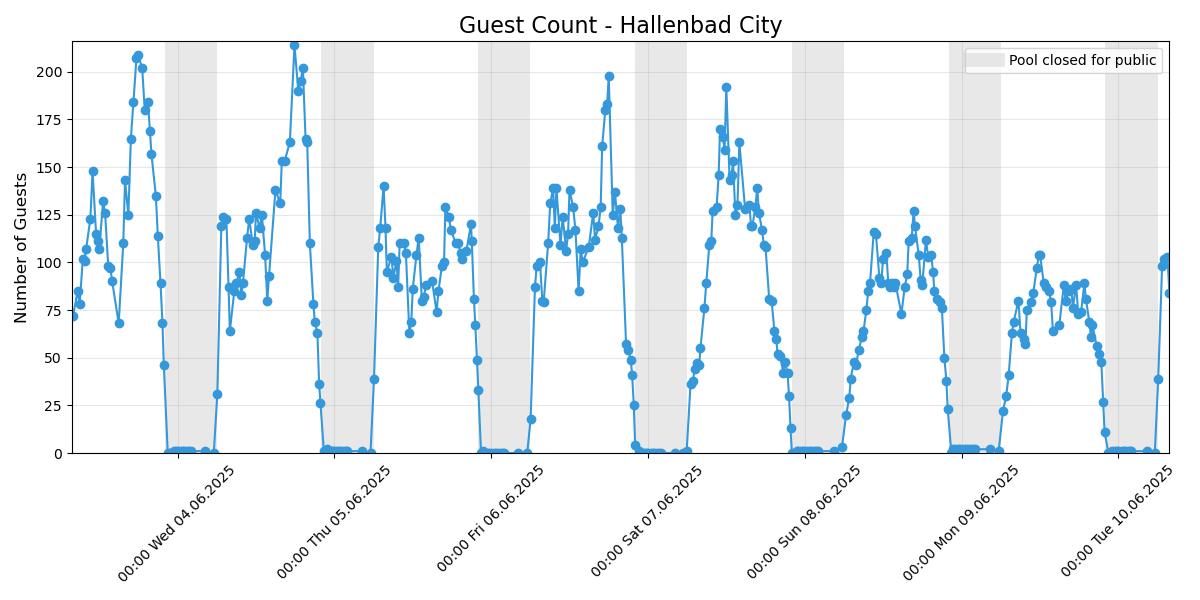 Guest Count - Hallenbad City
Pool closed for public
Number of Guests
200
175
150
125
100
75
50
25
0
00:00 Wed 04.06.2025
00:00 Thu 05.06.2025
00:00 Fri 06.06.2025
00:00 Sat 07.06.2025
00:00 Sun 08.06.2025
00:00 Mon 09.06.2025
00:00 Tue 10.06.2025